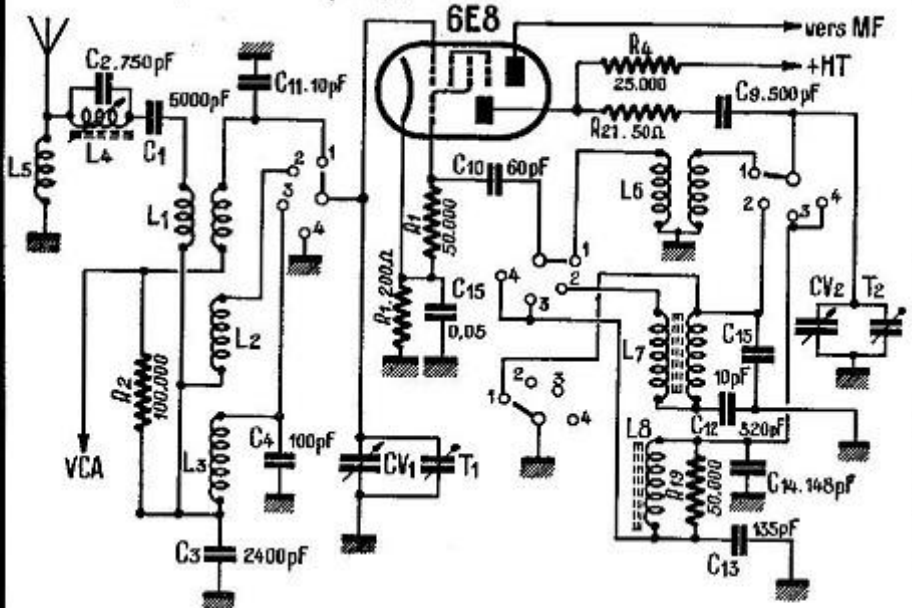 6E8
vers MF
R4
25.000
+HT
C2.750pF
C11.10pF
5000pF
C9.500pF
R21.50Ω
L5
L4
C1
C10
60pF
1
2
3
4
L1
R1
50.000
L6
1
2
3
4
1
2
3
4
R1.200Ω
C15
0,05
CV2
T2
L2
L7
C15
R2
100.000
10pF
1
2
3
4
C12
320pF
L3
C4
100pF
L8
VCA
CV1
T1
R19
50.000
C14.148pF
C3
2400pF
135pF
C13